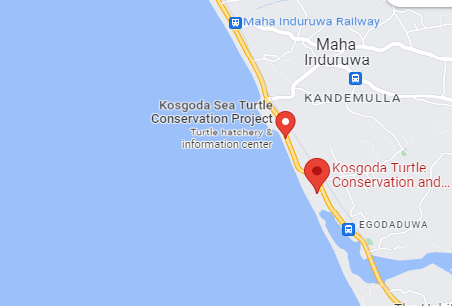 Maha Induruwa Railway
Maha
Induruwa
KANDEMULLA
Kosgoda Sea Turtle
Conservation Project
Turtle hatchery &
information center
Kosgoda Turtle
Conservation and...
EGODADUWA